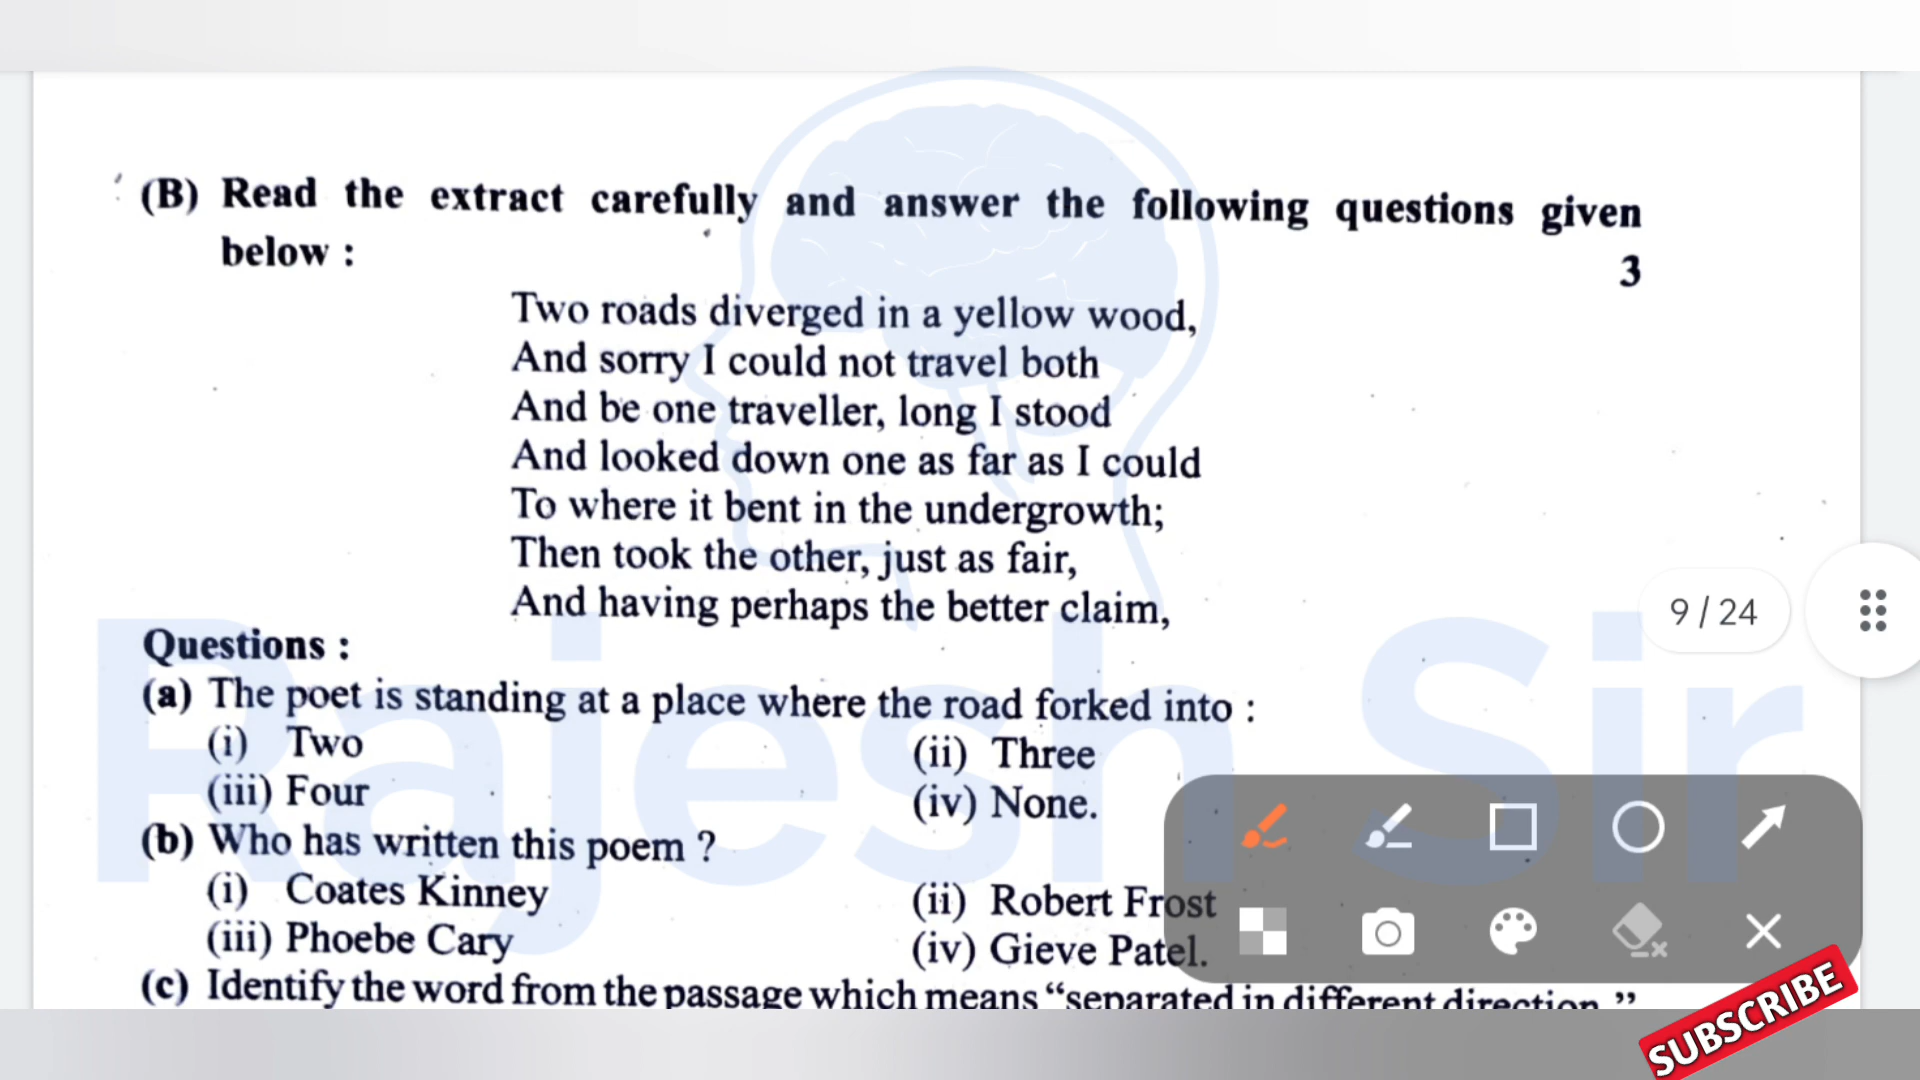 (B) Read the extract carefully and answer the following questions given
below :
3
Two roads diverged in a yellow wood,
And sorry I could not travel both
And be one traveller, long I stood
And looked down one as far as I could
To where it bent in the undergrowth;
Then took the other, just as fair,
And having perhaps the better claim,
Questions :
(a) The poet is standing at a place where the road forked into :
(i) Two (ii) Three
(iii) Four (iv) None.
(b) Who has written this poem ?
(i) Coates Kinney (ii) Robert Frost
(iii) Phoebe Cary (iv) Gieve Patel.
(c) Identify the word from the passage which means “separated in different direction.”
Rajesh Sir
9 / 24
SUBSCRIBE